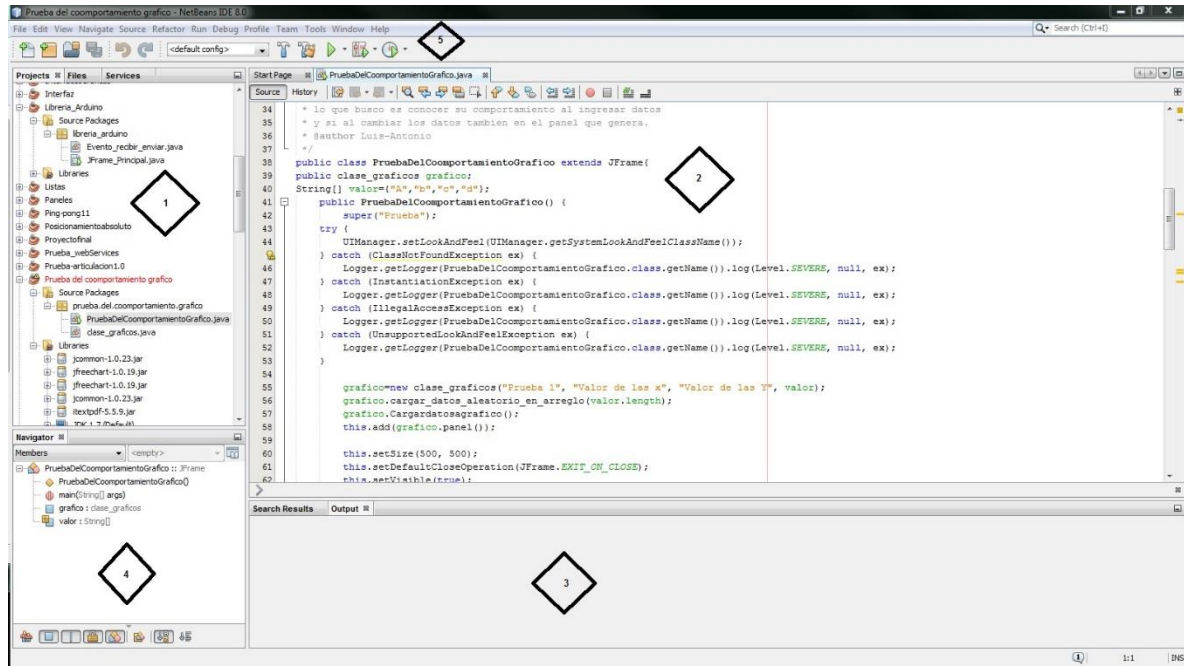 Prueba del coomportamiento grafico - NetBeans IDE 8.0
File Edit View Navigate Source Refactor Run Debug Profile Team Tools Window Help
Search (Ctrl+I)
<default config>
5
Projects Files Services
Interfaz
Libreria_Arduino
Source Packages
libreria_arduino
Evento_recibir_enviar.java
JFrame_Principal.java
Libraries
Listas
Paneles
Ping-pong11
Posicionamientoabsoluto
Proyectofinal
Prueba_webServices
Prueba-articulacion1.0
Prueba del coomportamiento grafico
Source Packages
prueba.del.coomportamiento.grafico
PruebaDelCoomportamientoGrafico.java
clase_graficos.java
Libraries
jcommon-1.0.23.jar
jfreechart-1.0.19.jar
jfreechart-1.0.19.jar
jcommon-1.0.23.jar
itextpdf-5.5.9.jar
JDK 1.7 (Default)
1
Navigator
Members <empty>
PruebaDelCoomportamientoGrafico :: JFrame
PruebaDelCoomportamientoGrafico()
main(String[] args)
grafico : clase_graficos
valor : String[]
4
Start Page PruebaDelCoomportamientoGrafico.java
Source History
34 * lo que busco es conocer su comportamiento al ingresar datos
35 * y si al cambiar los datos tambien en el panel que genera.
36 * @author Luis-Antonio
37 */
38 public class PruebaDelCoomportamientoGrafico extends JFrame{
39 public clase_graficos grafico;
40 String[] valor={"A","b","c","d"};
41 public PruebaDelCoomportamientoGrafico() {
42 super("Prueba");
43 try {
44 UIManager.setLookAndFeel(UIManager.getSystemLookAndFeelClassName());
} catch (ClassNotFoundException ex) {
46 Logger.getLogger(PruebaDelCoomportamientoGrafico.class.getName()).log(Level.SEVERE, null, ex);
47 } catch (InstantiationException ex) {
48 Logger.getLogger(PruebaDelCoomportamientoGrafico.class.getName()).log(Level.SEVERE, null, ex);
49 } catch (IllegalAccessException ex) {
50 Logger.getLogger(PruebaDelCoomportamientoGrafico.class.getName()).log(Level.SEVERE, null, ex);
51 } catch (UnsupportedLookAndFeelException ex) {
52 Logger.getLogger(PruebaDelCoomportamientoGrafico.class.getName()).log(Level.SEVERE, null, ex);
53 }
54
55 grafico=new clase_graficos("Prueba 1", "Valor de las x", "Valor de las Y", valor);
56 grafico.cargar_datos_aleatorio_en_arreglo(valor.length);
57 grafico.Cargardatosagrafico();
58 this.add(grafico.panel());
59
60 this.setSize(500, 500);
61 this.setDefaultCloseOperation(JFrame.EXIT_ON_CLOSE);
62 this.setVisible(true);
2
Search Results Output
3
1:1 INS